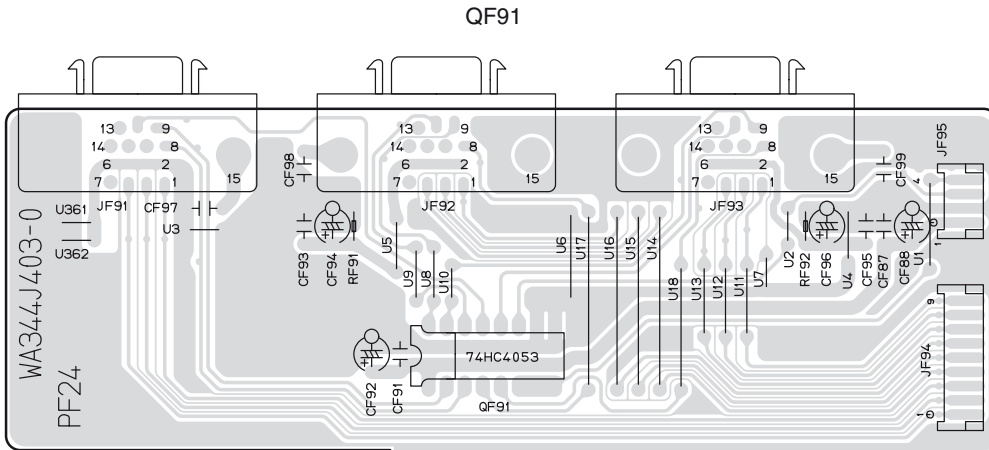 QF91
13 9
14 8
6 2
7 1
15
13 9
14 8
6 2
7 1
15
13 9
14 8
6 2
7 1
15
JF95
4
1
CF98
CF99
JF91
JF92
JF93
U361
U362
CF97
U3
CF93
CF94
RF91
U5
U9
U8
U10
U6
U17
U16
U15
U14
U18
U13
U12
U11
U7
U2
RF92
CF96
U4
CF95
CF87
CF88
U1
WA344J403-0
PF24
CF92
CF91
74HC4053
QF91
9
JF94
1